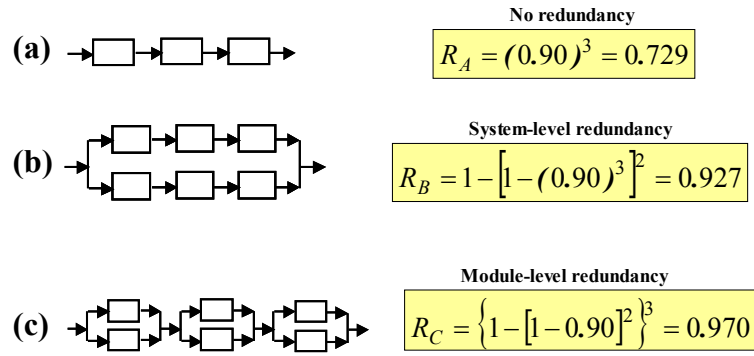 No redundancy
(a)
R_A = (0.90)^3 = 0.729
System-level redundancy
(b)
R_B = 1 − [1 − (0.90)^3]^2 = 0.927
Module-level redundancy
(c)
R_C = {1 − [1 − 0.90]^2}^3 = 0.970